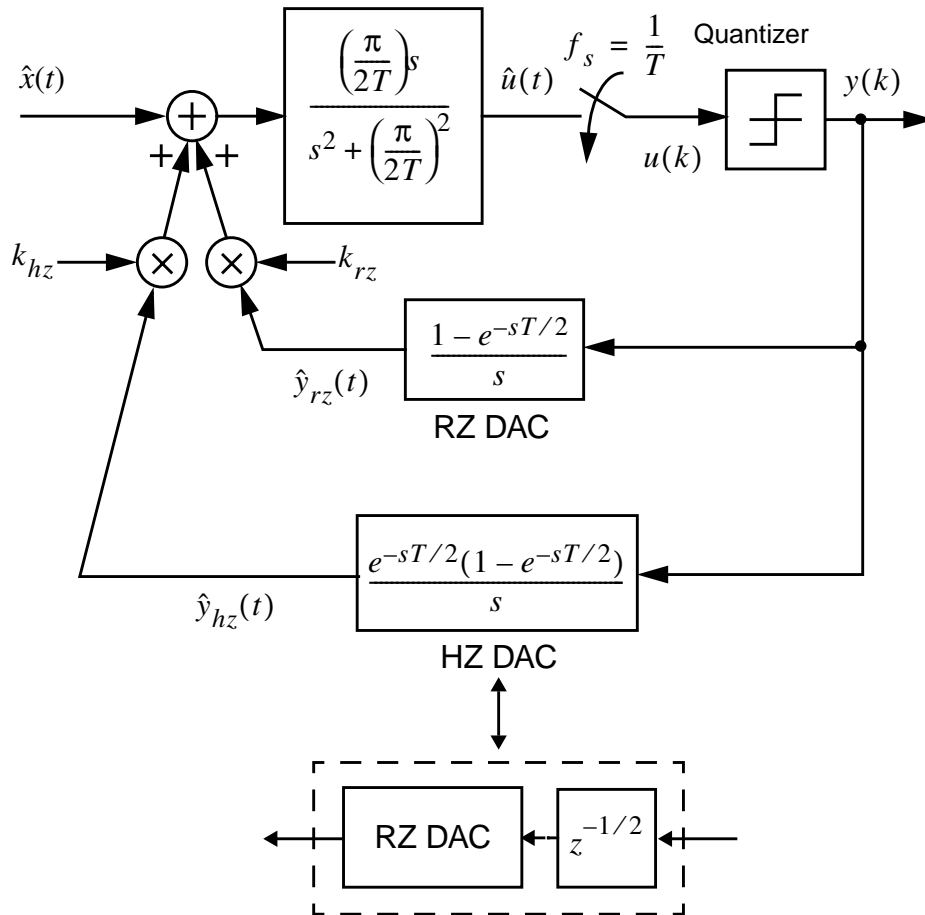 x̂(t)
+
+
+
(π/2T)s
s² + (π/2T)²
û(t)
f_s = 1/T
u(k)
Quantizer
y(k)
k_hz
×
×
k_rz
1 – e^{–sT/2}
s
ŷ_rz(t)
RZ DAC
e^{–sT/2}(1 – e^{–sT/2})
s
ŷ_hz(t)
HZ DAC
RZ DAC
z^{–1/2}